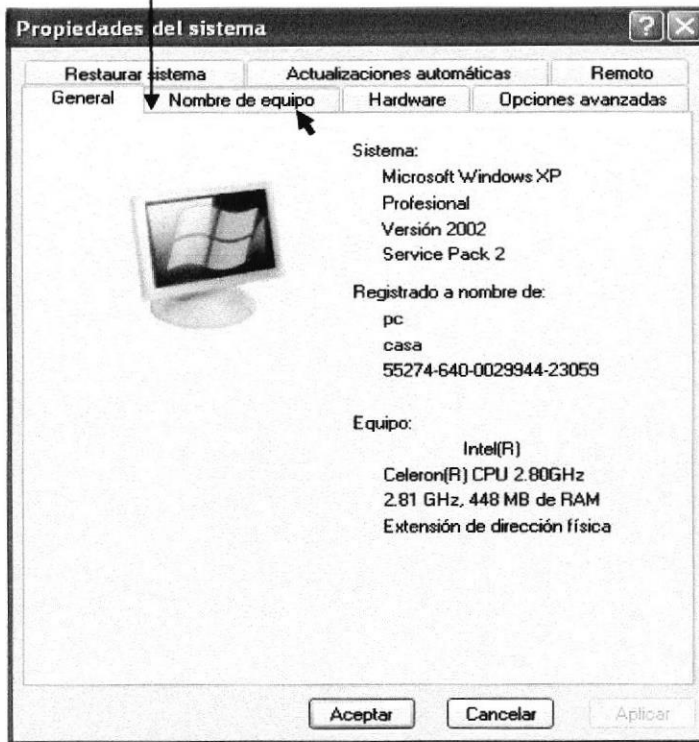 Propiedades del sistema
Restaurar sistema Actualizaciones automáticas Remoto
General Nombre de equipo Hardware Opciones avanzadas
Sistema:
Microsoft Windows XP
Profesional
Versión 2002
Service Pack 2
Registrado a nombre de:
pc
casa
55274-640-0029944-23059
Equipo:
Intel(R)
Celeron(R) CPU 2.80GHz
2.81 GHz, 448 MB de RAM
Extensión de dirección física
Aceptar Cancelar Aplicar